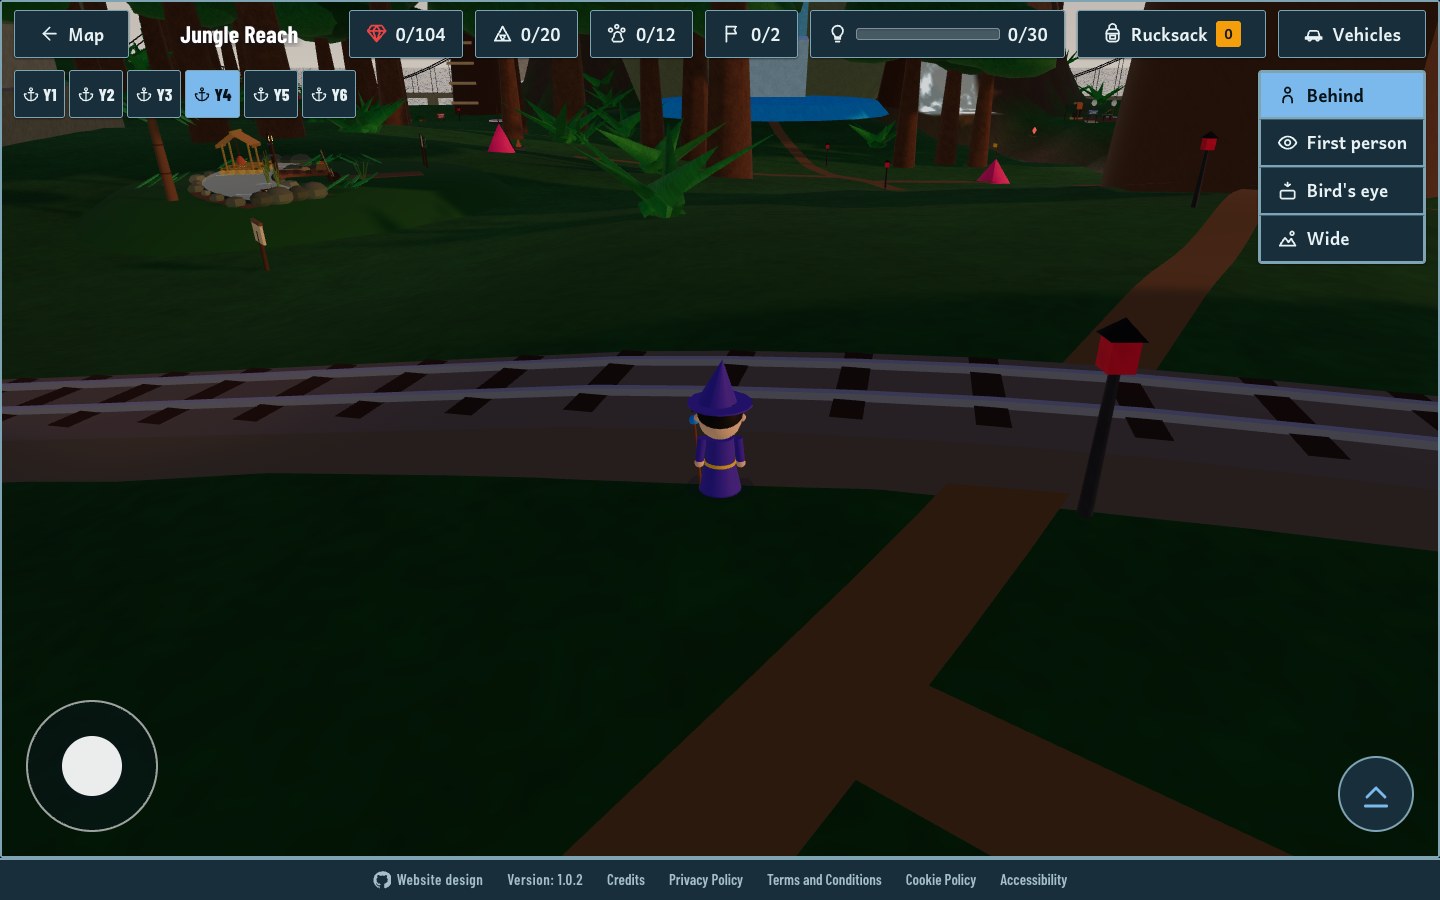 Map
Jungle Reach
0/104
0/20
0/12
0/2
0/30
Rucksack 0
Vehicles
Y1
Y2
Y3
Y4
Y5
Y6
Behind
First person
Bird's eye
Wide
Website design
Version: 1.0.2
Credits
Privacy Policy
Terms and Conditions
Cookie Policy
Accessibility